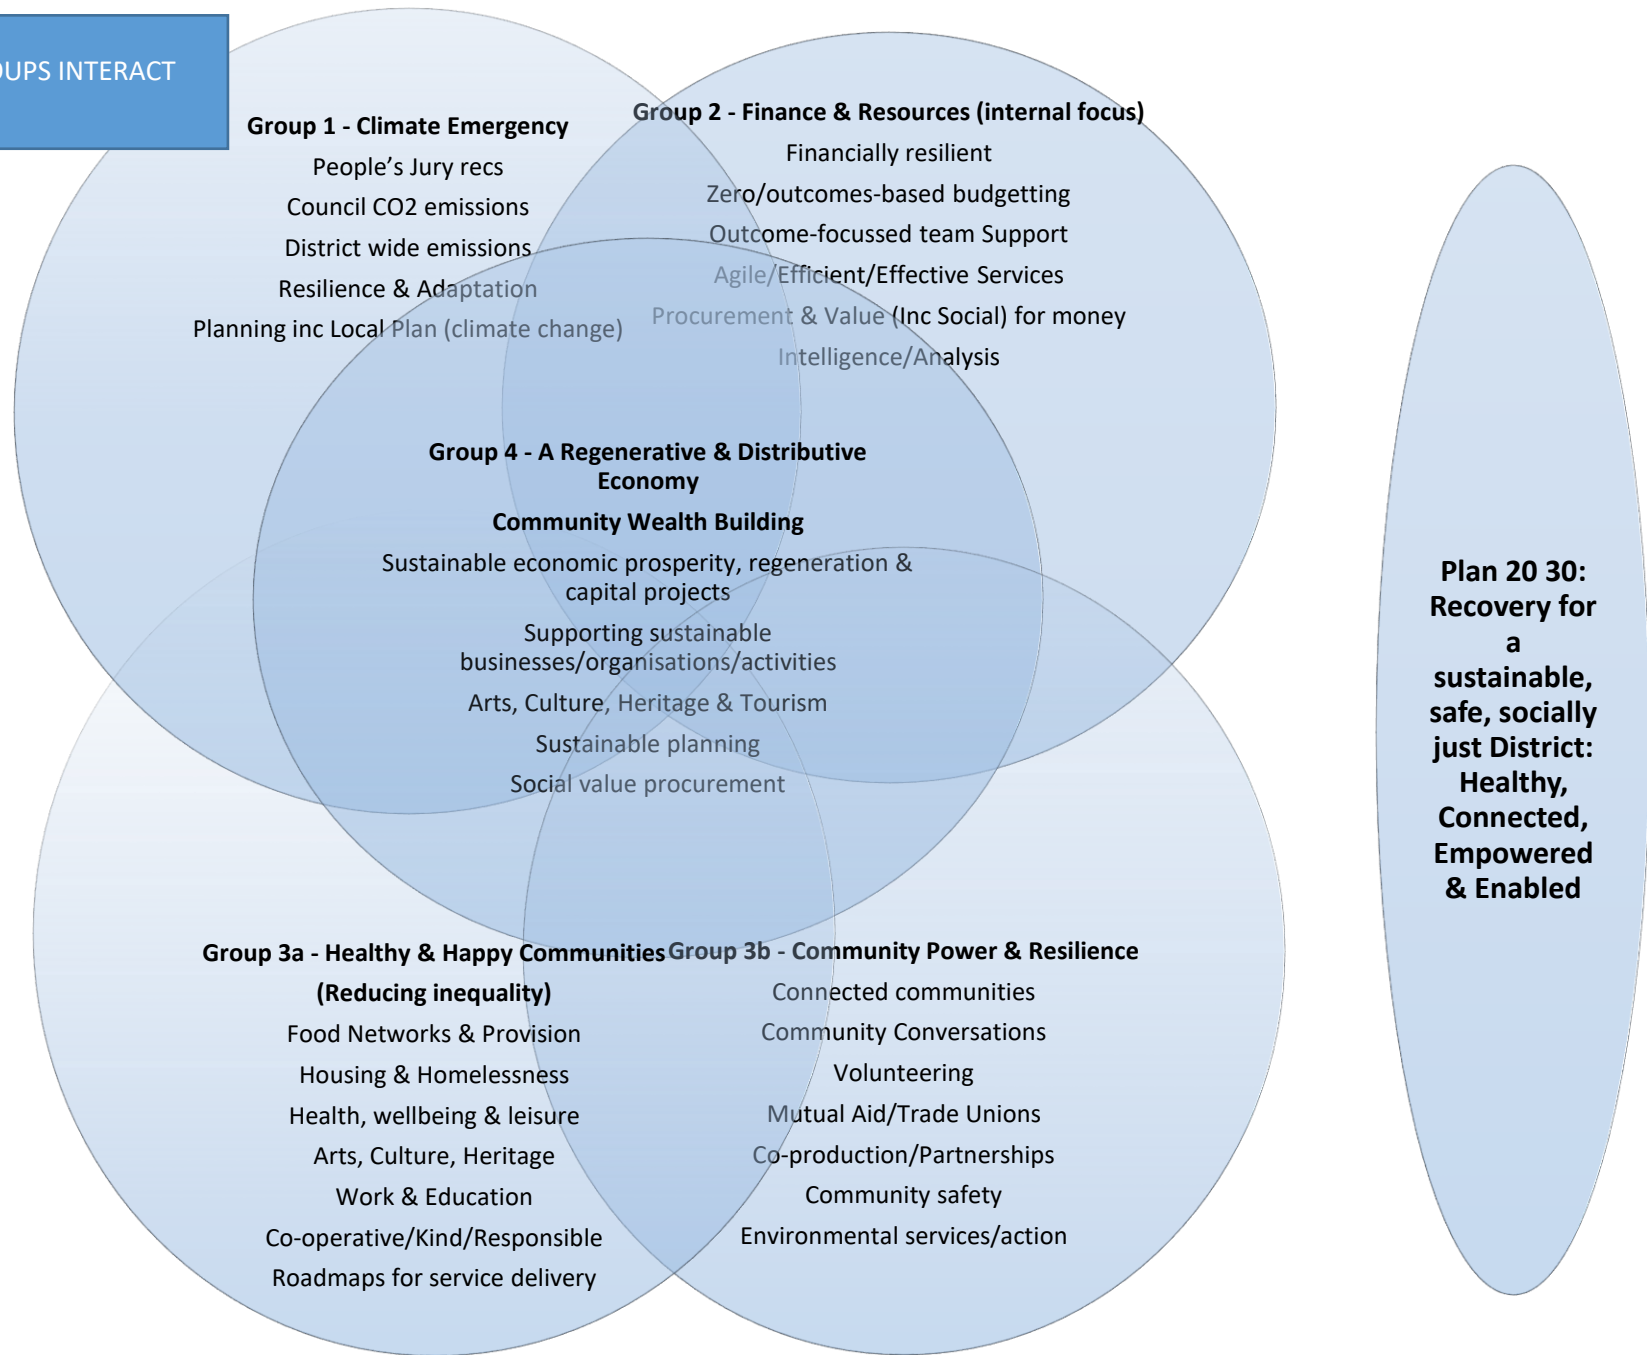 OUPS INTERACT
Group 1 - Climate Emergency
People’s Jury recs
Council CO2 emissions
District wide emissions
Resilience & Adaptation
Planning inc Local Plan (climate change)
Group 2 - Finance & Resources (internal focus)
Financially resilient
Zero/outcomes-based budgetting
Outcome-focussed team Support
Agile/Efficient/Effective Services
Procurement & Value (Inc Social) for money
Intelligence/Analysis
Group 4 - A Regenerative & Distributive
Economy
Community Wealth Building
Sustainable economic prosperity, regeneration &
capital projects
Supporting sustainable
businesses/organisations/activities
Arts, Culture, Heritage & Tourism
Sustainable planning
Social value procurement
Group 3a - Healthy & Happy Communities
(Reducing inequality)
Food Networks & Provision
Housing & Homelessness
Health, wellbeing & leisure
Arts, Culture, Heritage
Work & Education
Co-operative/Kind/Responsible
Roadmaps for service delivery
Group 3b - Community Power & Resilience
Connected communities
Community Conversations
Volunteering
Mutual Aid/Trade Unions
Co-production/Partnerships
Community safety
Environmental services/action
Plan 20 30:
Recovery for
a
sustainable,
safe, socially
just District:
Healthy,
Connected,
Empowered
& Enabled